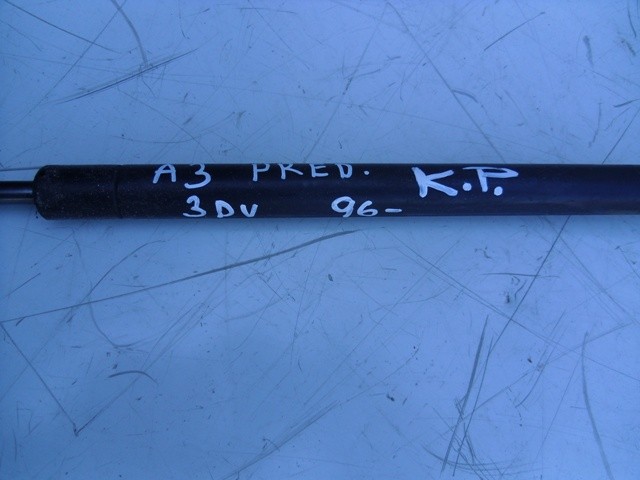 A3 PRED. K.P.
3DV 96-